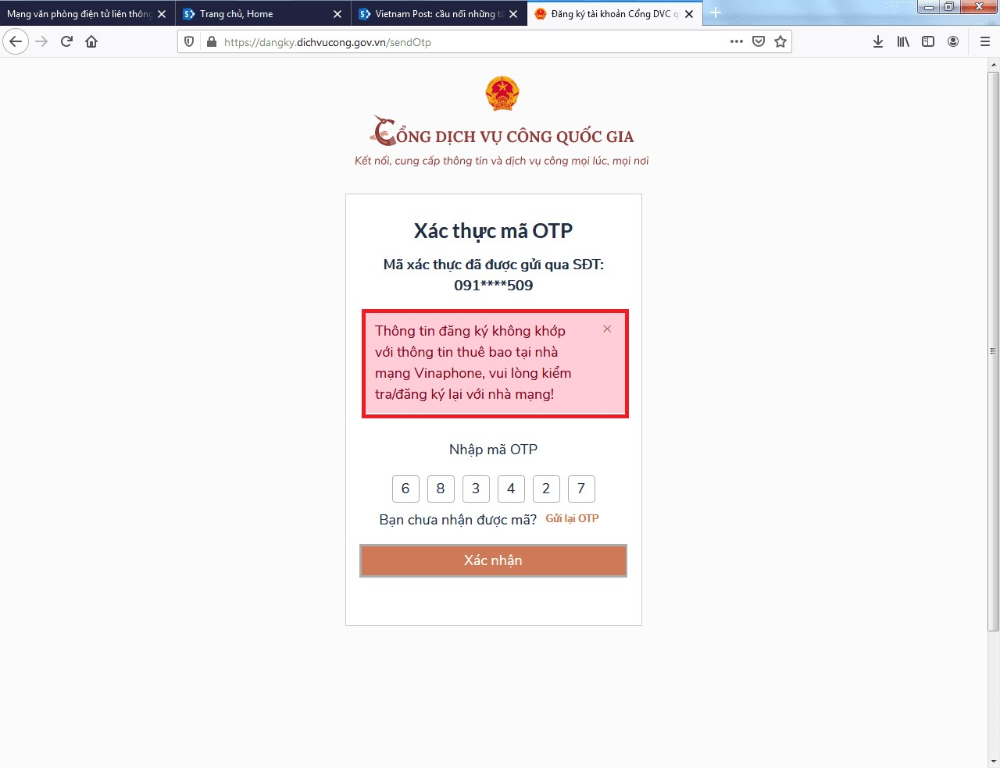 Mạng văn phòng điện tử liên thông
Trang chủ, Home
Vietnam Post: cầu nối những tấ
Đăng ký tài khoản Cổng DVC q
https://dangky.dichvucong.gov.vn/sendOtp
CỔNG DỊCH VỤ CÔNG QUỐC GIA
Kết nối, cung cấp thông tin và dịch vụ công mọi lúc, mọi nơi
Xác thực mã OTP
Mã xác thực đã được gửi qua SĐT:
091****509
Thông tin đăng ký không khớp
với thông tin thuê bao tại nhà
mạng Vinaphone, vui lòng kiểm
tra/đăng ký lại với nhà mạng!
Nhập mã OTP
6 8 3 4 2 7
Bạn chưa nhận được mã? Gửi lại OTP
Xác nhận